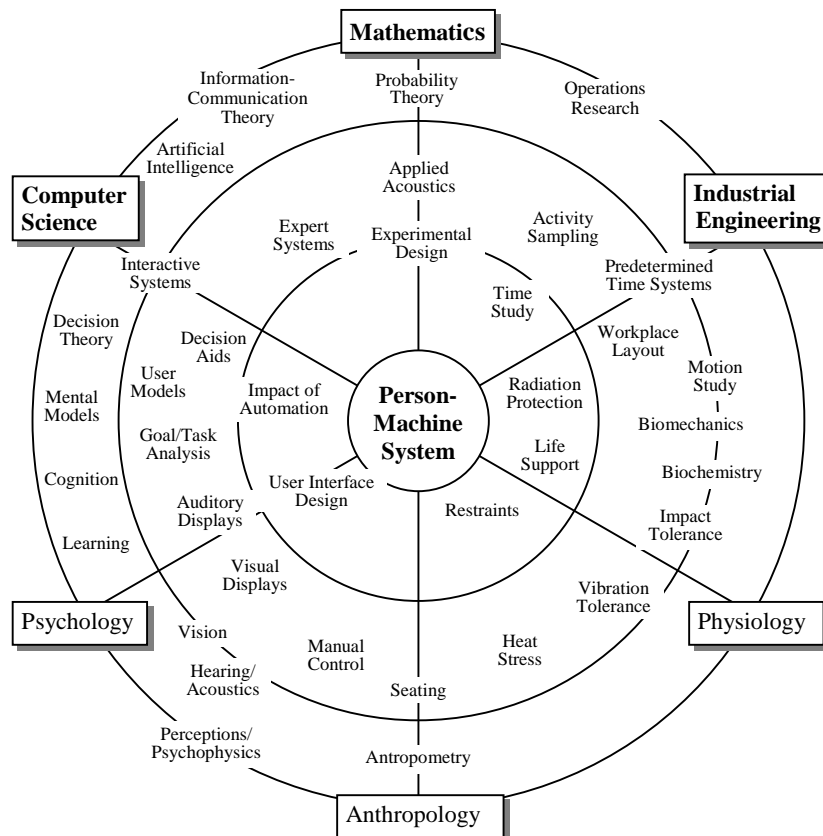 Mathematics
Information-
Communication
Theory
Probability
Theory
Operations
Research
Artificial
Intelligence
Applied
Acoustics
Computer
Science
Industrial
Engineering
Expert
Systems
Experimental
Design
Activity
Sampling
Interactive
Systems
Predetermined
Time Systems
Time
Study
Decision
Theory
Decision
Aids
Workplace
Layout
User
Models
Motion
Study
Mental
Models
Impact of
Automation
Person-
Machine
System
Radiation
Protection
Biomechanics
Goal/Task
Analysis
Life
Support
Cognition
User Interface
Design
Biochemistry
Auditory
Displays
Restraints
Impact
Tolerance
Learning
Visual
Displays
Vibration
Tolerance
Psychology
Physiology
Vision
Manual
Control
Heat
Stress
Hearing/
Acoustics
Seating
Perceptions/
Psychophysics
Antropometry
Anthropology